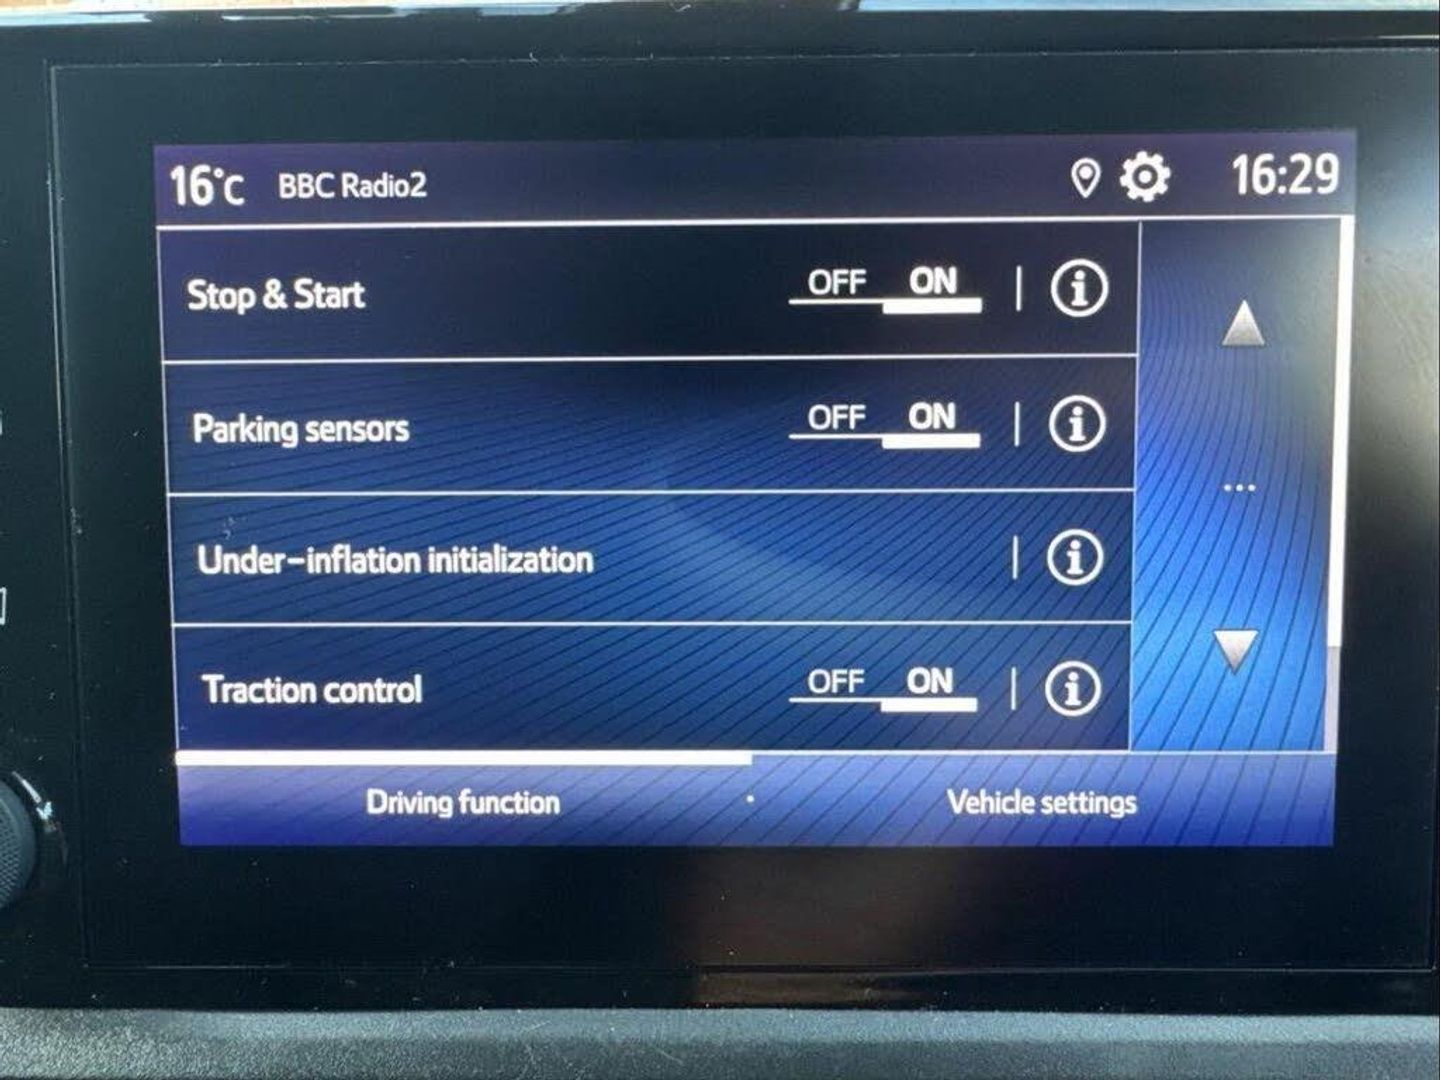 16°C BBC Radio2 16:29
Stop & Start OFF ON
Parking sensors OFF ON
Under-inflation initialization
Traction control OFF ON
Driving function Vehicle settings